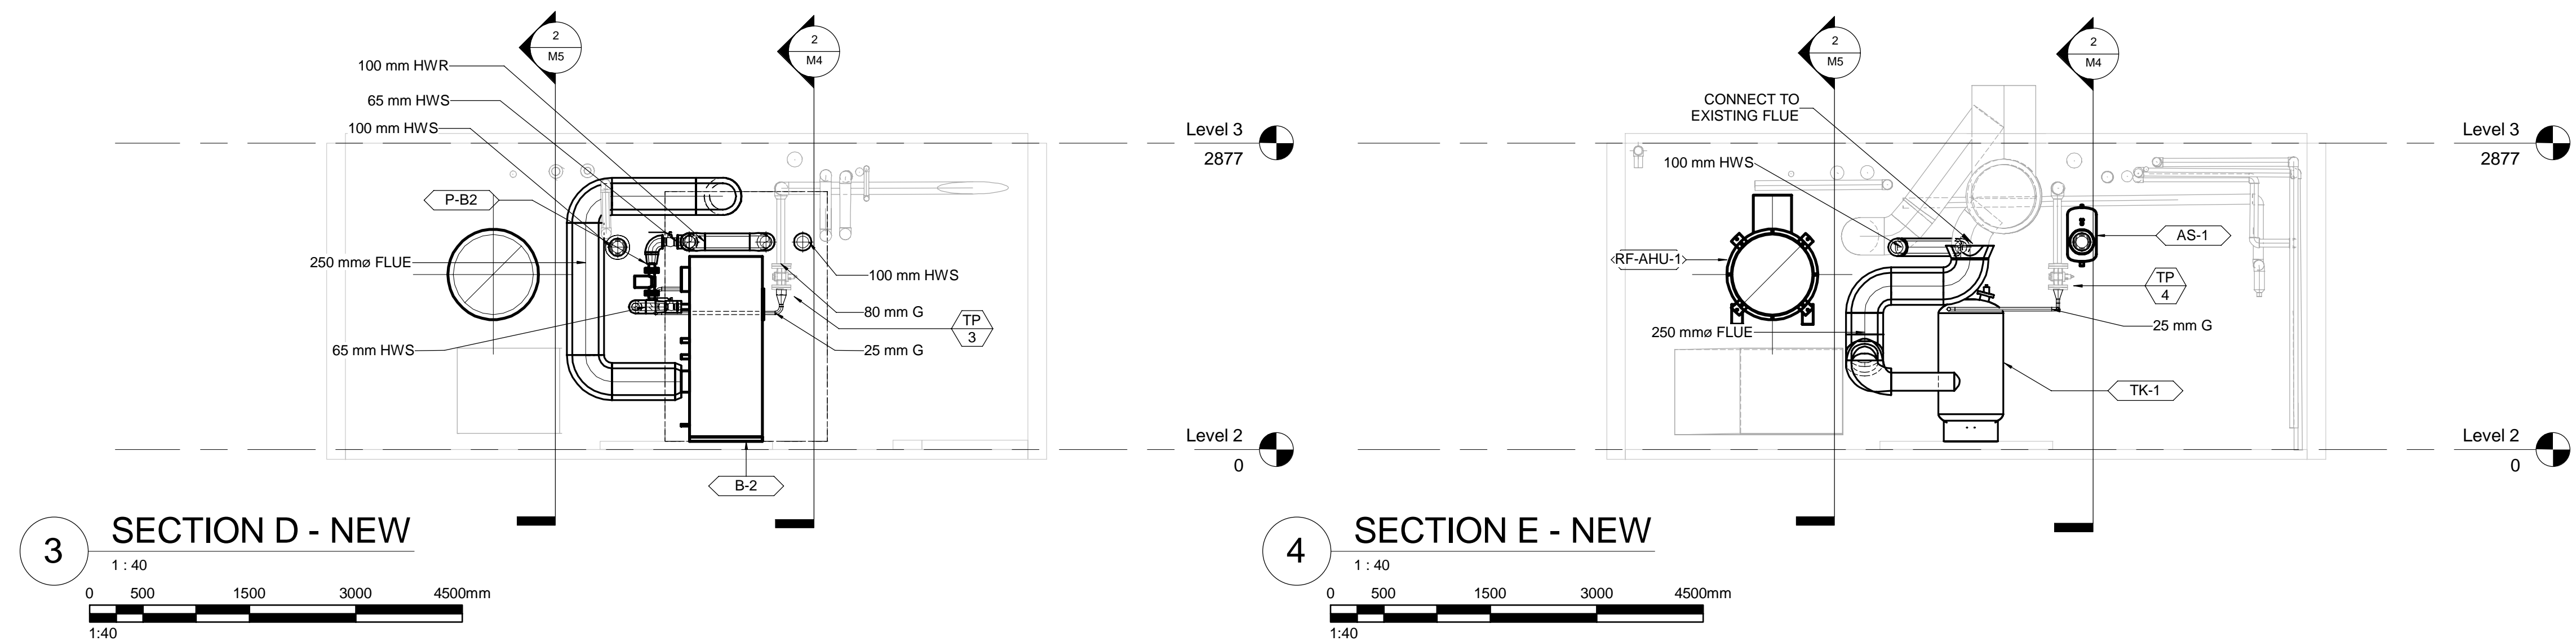 2
M5
2
M4
100 mm HWR
65 mm HWS
100 mm HWS
P-B2
250 mmø FLUE
65 mm HWS
100 mm HWS
80 mm G
TP
3
25 mm G
B-2
Level 3
2877
Level 2
0
3
SECTION D - NEW
1 : 40
0 500 1500 3000 4500mm
1:40
2
M5
2
M4
CONNECT TO
EXISTING FLUE
100 mm HWS
RF-AHU-1
250 mmø FLUE
AS-1
TP
4
25 mm G
TK-1
Level 3
2877
Level 2
0
4
SECTION E - NEW
1 : 40
0 500 1500 3000 4500mm
1:40